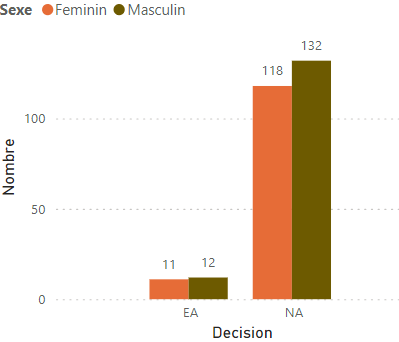 Sexe Feminin Masculin
132
118
100
Nombre
50
11 12
0
EA NA
Decision